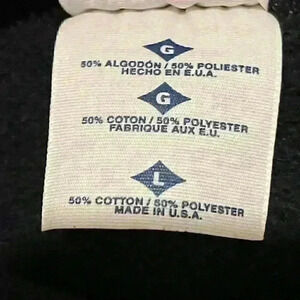 G
50% ALGODÓN / 50% POLIESTER
HECHO EN E.U.A.
G
50% COTON / 50% POLYESTER
FABRIQUE AUX E.U.
L
50% COTTON / 50% POLYESTER
MADE IN U.S.A.